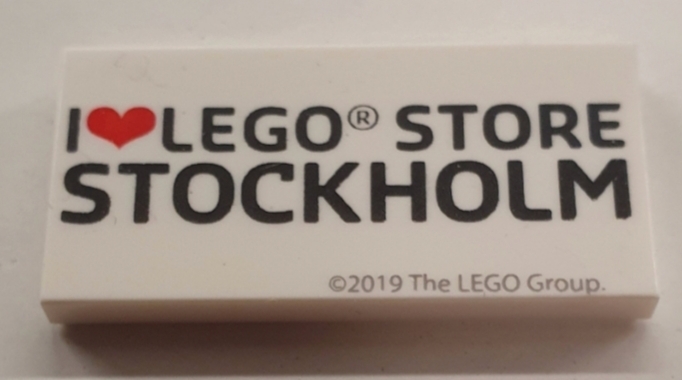 I❤LEGO® STORE
STOCKHOLM
©2019 The LEGO Group.